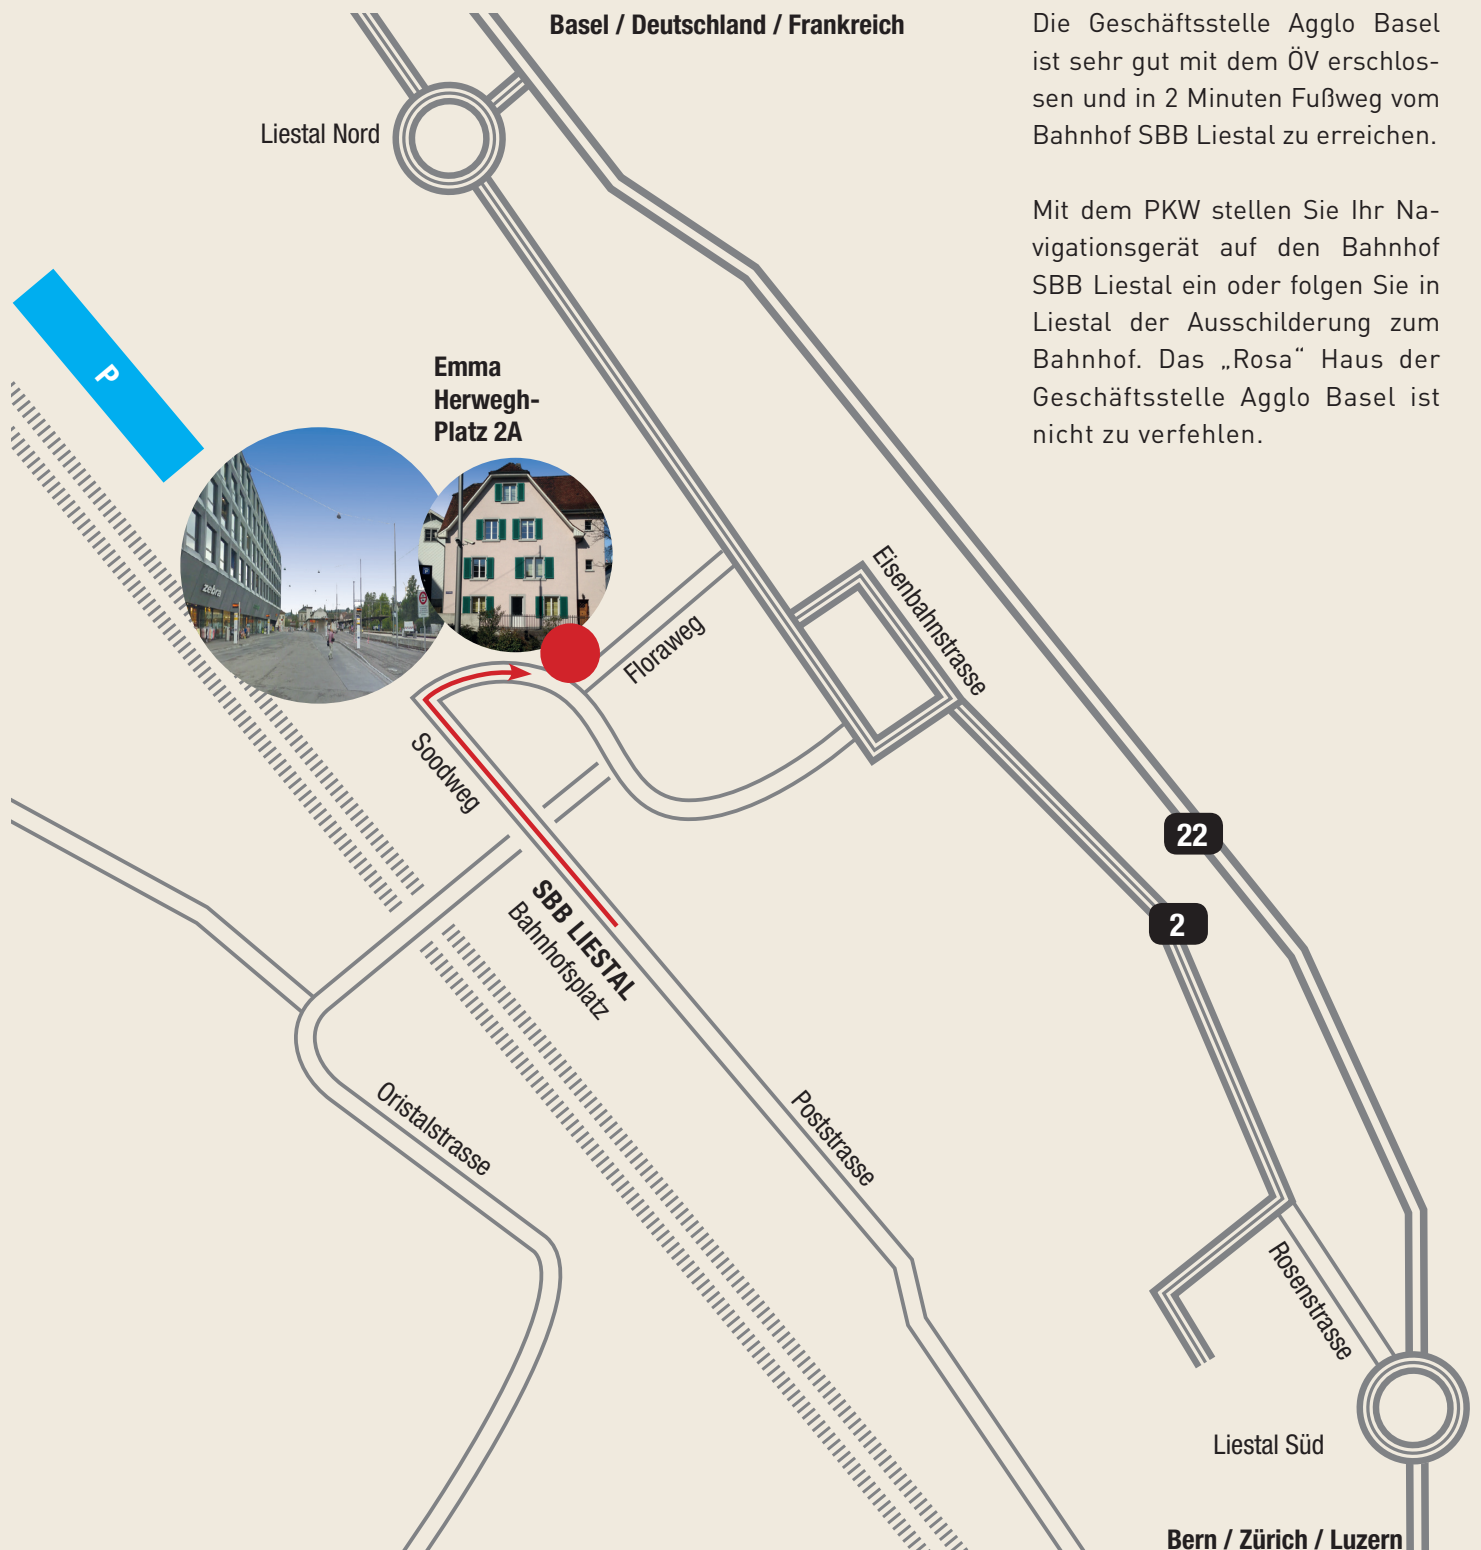 Basel / Deutschland / Frankreich
Die Geschäftsstelle Agglo Basel
ist sehr gut mit dem ÖV erschlos-
sen und in 2 Minuten Fußweg vom
Bahnhof SBB Liestal zu erreichen.
Mit dem PKW stellen Sie Ihr Na-
vigationsgerät auf den Bahnhof
SBB Liestal ein oder folgen Sie in
Liestal der Ausschilderung zum
Bahnhof. Das „Rosa“ Haus der
Geschäftsstelle Agglo Basel ist
nicht zu verfehlen.
Liestal Nord
P
Emma
Herwegh-
Platz 2A
zebra
Eisenbahnstrasse
Floraweg
Soodweg
22
2
SBB LIESTAL
Bahnhofsplatz
Oristalstrasse
Poststrasse
Rosenstrasse
Liestal Süd
Bern / Zürich / Luzern